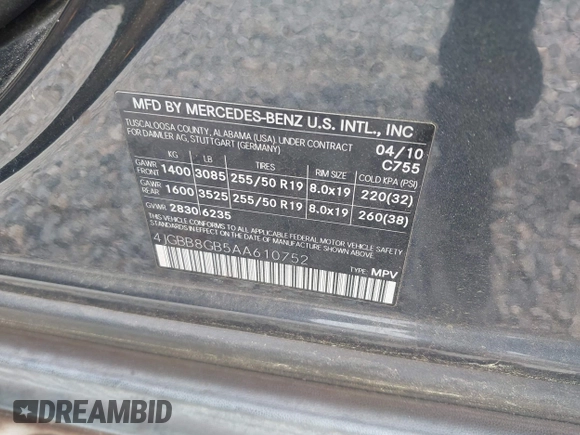 MFD BY MERCEDES-BENZ U.S. INTL., INC
TUSCALOOSA COUNTY, ALABAMA (USA). UNDER CONTRACT
FOR DAIMLER AG, STUTTGART (GERMANY)
04/10
C755
KG LB TIRES RIM SIZE COLD KPA (PSI)
GAWR FRONT 1400 3085 255/50 R19 8.0x19 220(32)
GAWR REAR 1600 3525 255/50 R19 8.0x19 260(38)
GVWR 2830 6235
THIS VEHICLE CONFORMS TO ALL APPLICABLE FEDERAL MOTOR VEHICLE SAFETY
STANDARDS IN EFFECT ON THE DATE OF MANUFACTURE SHOWN ABOVE.
4JGBB8GB5AA610752
TYPE: MPV
DREAMBID